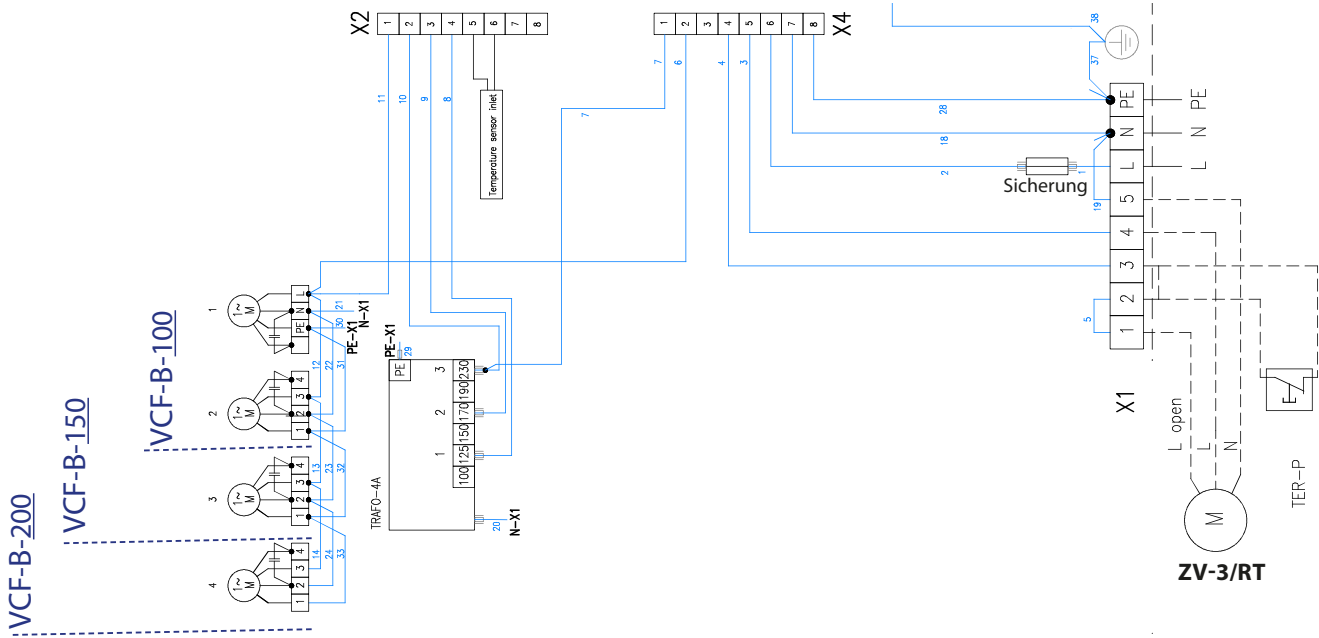 X2
1 2 3 4 5 6 7 8
11 10 9 8
Temperature sensor inlet
X4
1 2 3 4 5 6 7 8
7 6 4 3
7
38
37
28
18
2
Sicherung
1
19
PE N L 5 4 3 2 1
PE
N
L
5
X1
L open
L
N
M
ZV-3/RT
TER-P
VCF-B-100
VCF-B-150
VCF-B-200
1
1~
M
L N PE
21
30
N-X1
PE-X1
12 22 31
2
1~
M
4 3 2 1
13 23 32
3
1~
M
4 3 2 1
14 24 33
4
1~
M
4 3 2 1
PE-X1
29
PE
TRAFO-4A
3
2
1
230 190 170 150 125 100
20
N-X1